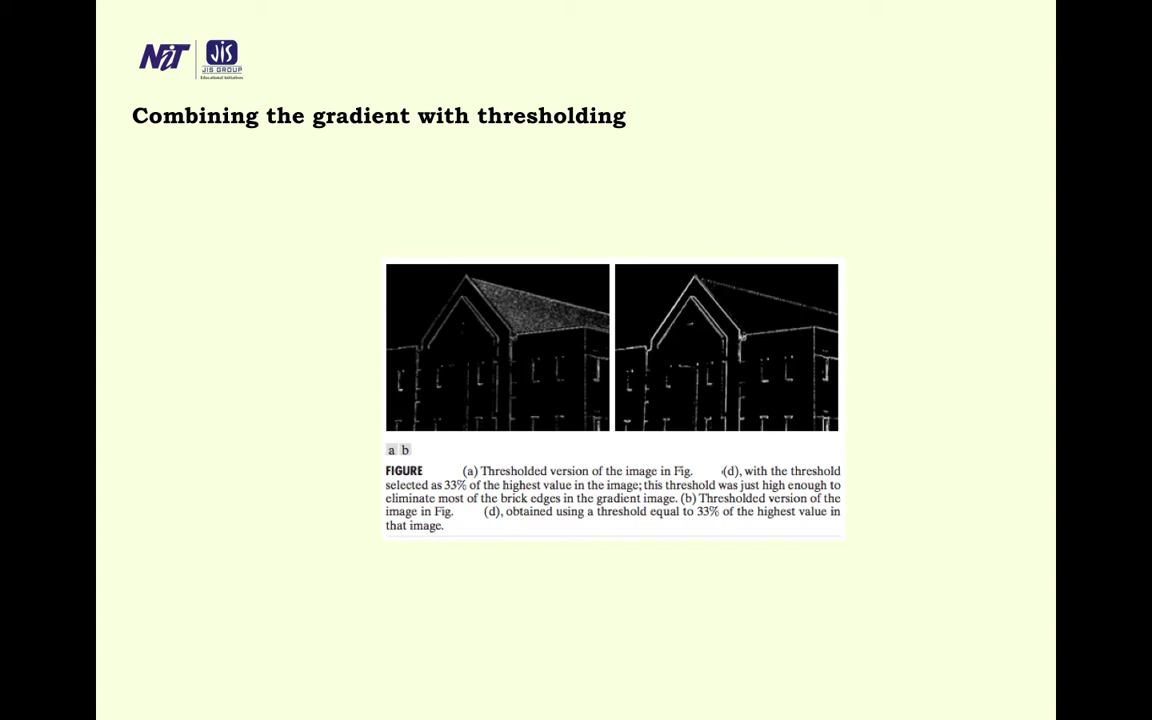 NiT
JIS
JIS GROUP
Educational Initiatives
Combining the gradient with thresholding
a b
FIGURE (a) Thresholded version of the image in Fig. (d), with the threshold
selected as 33% of the highest value in the image; this threshold was just high enough to
eliminate most of the brick edges in the gradient image. (b) Thresholded version of the
image in Fig. (d), obtained using a threshold equal to 33% of the highest value in
that image.